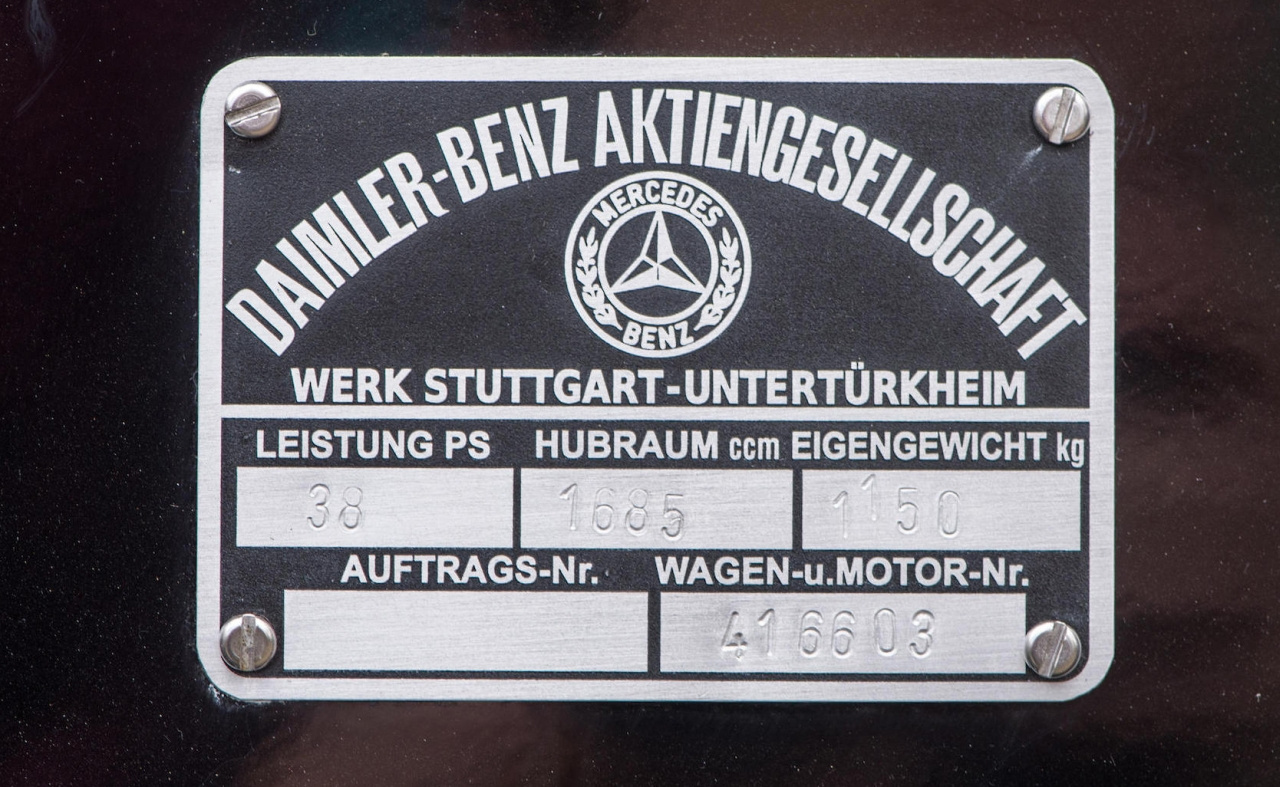 DAIMLER-BENZ AKTIENGESELLSCHAFT
MERCEDES
BENZ
WERK STUTTGART-UNTERTÜRKHEIM
LEISTUNG PS HUBRAUM ccm EIGENGEWICHT kg
38 1685 1150
AUFTRAGS-Nr. WAGEN-u.MOTOR-Nr.
416603